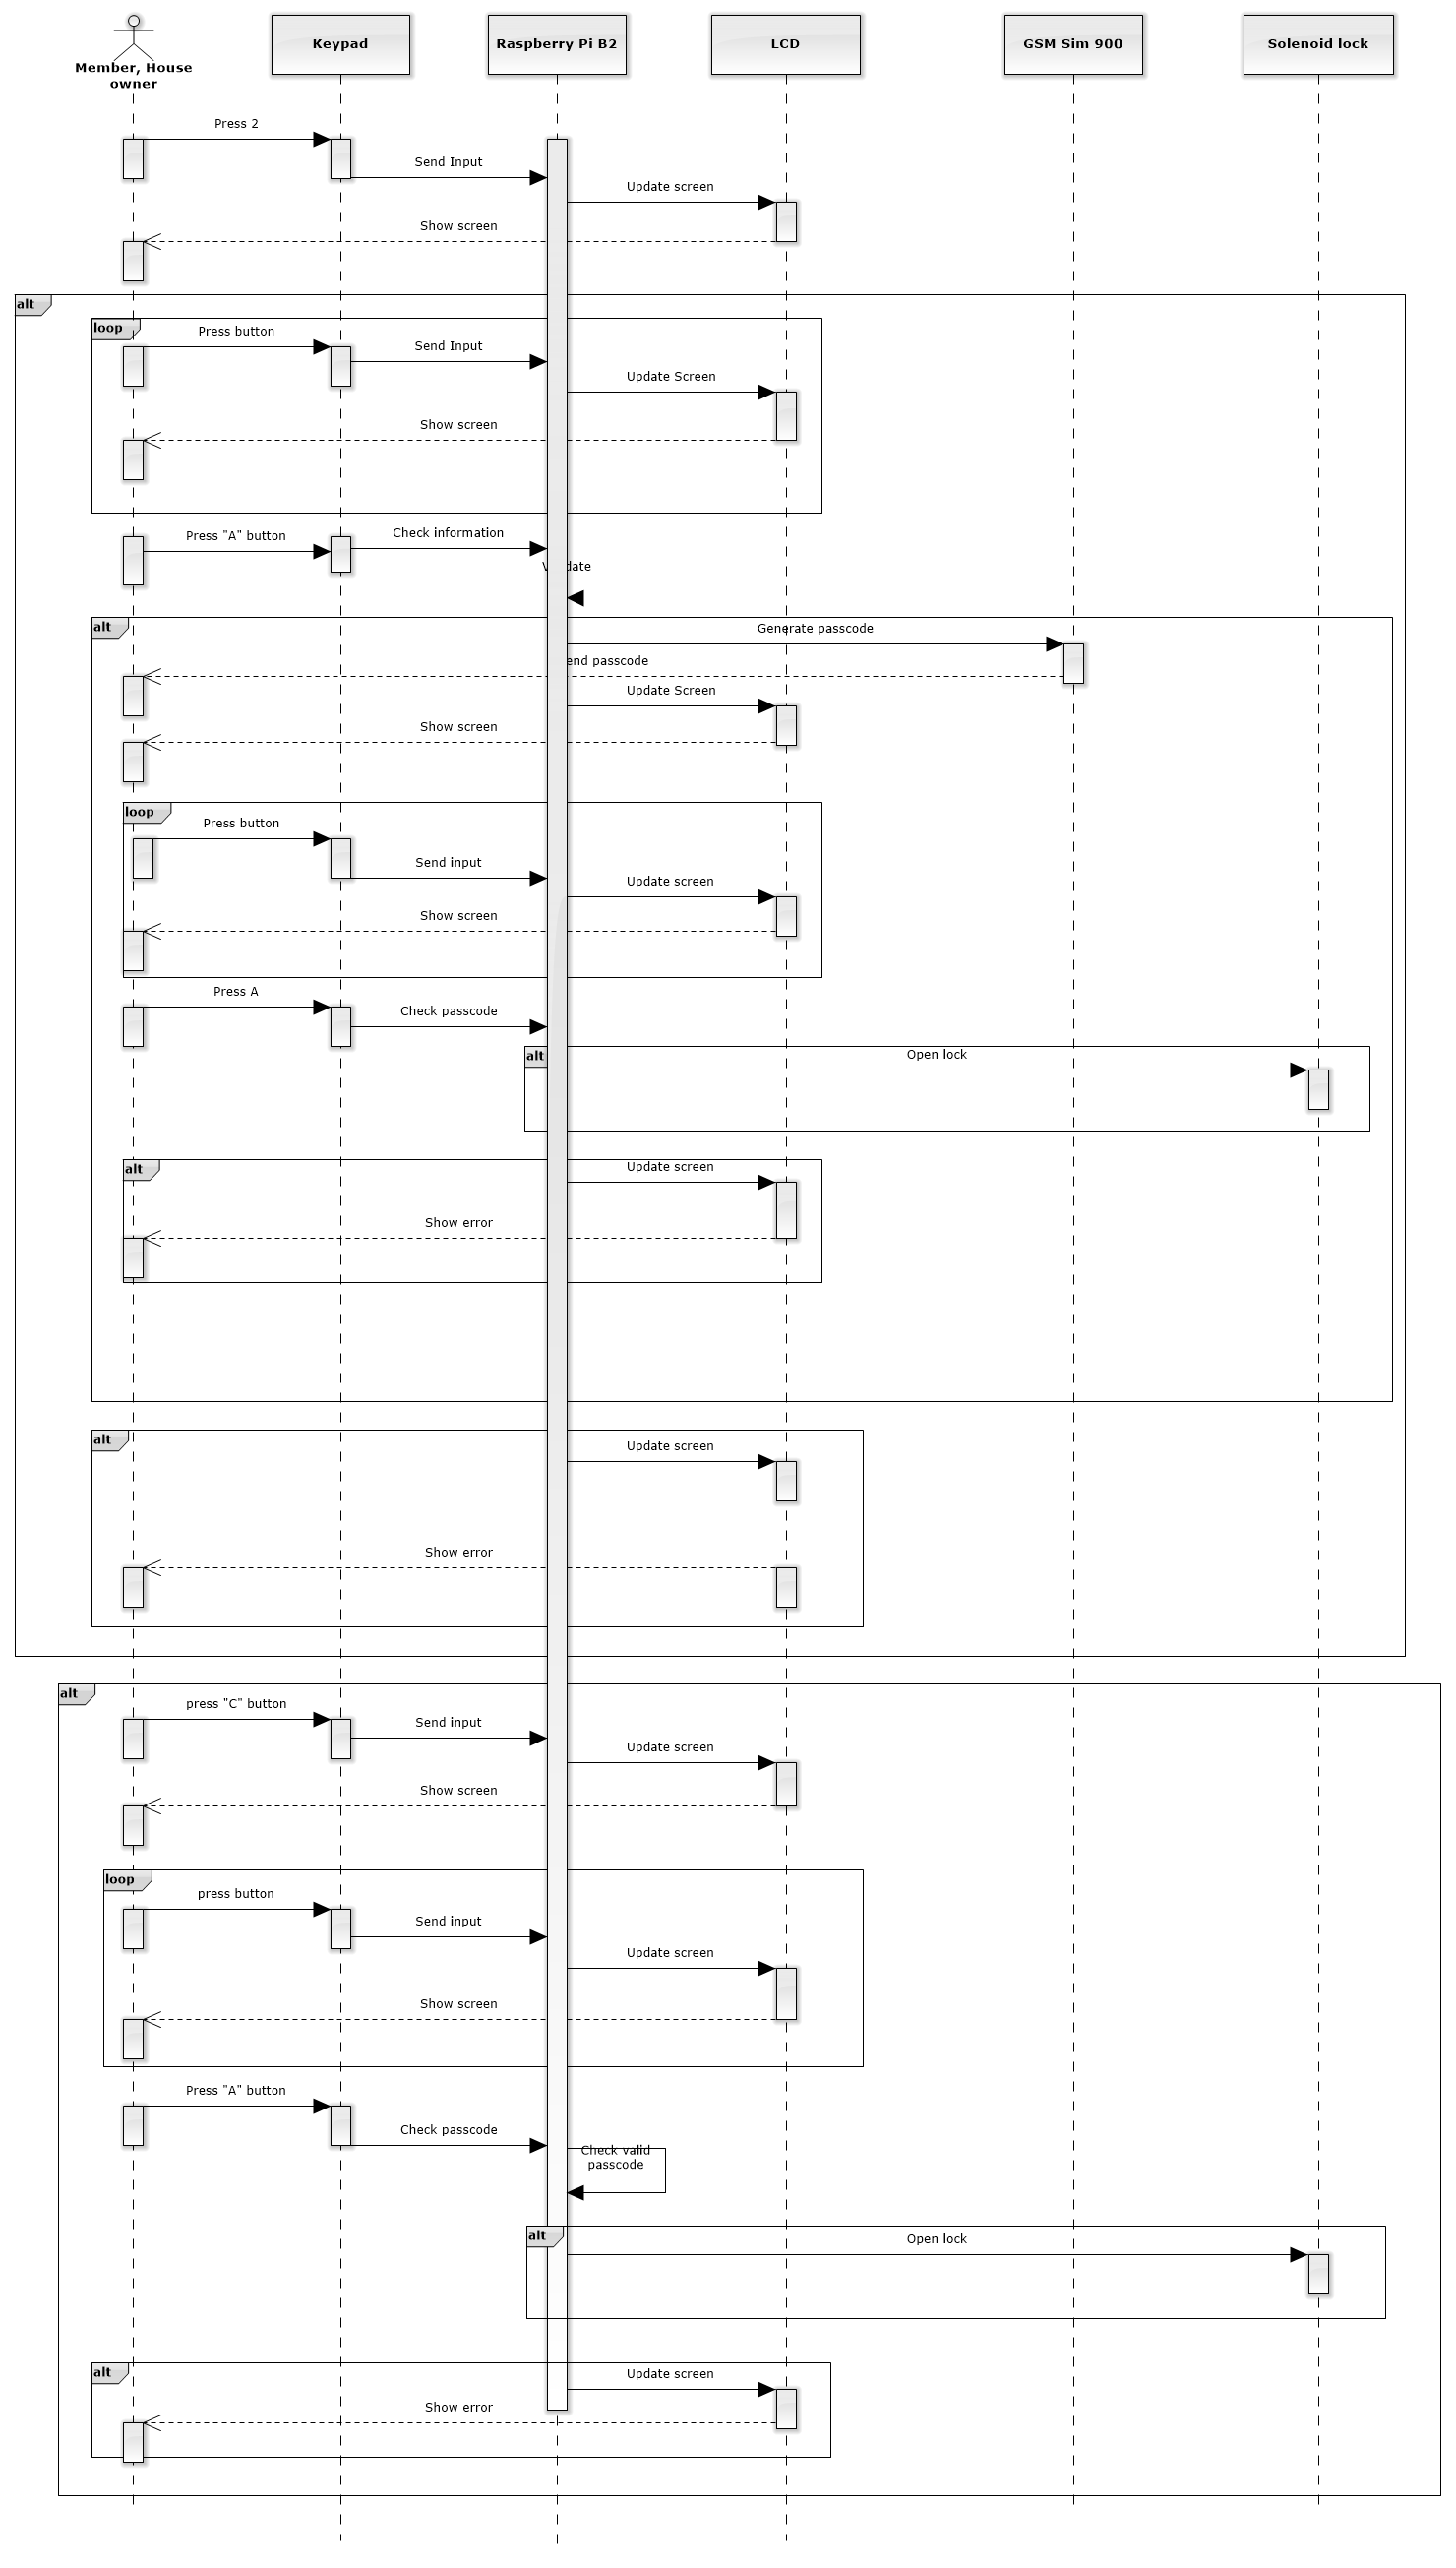 Member, House
owner
Keypad
Raspberry Pi B2
LCD
GSM Sim 900
Solenoid lock
Press 2
Send Input
Update screen
Show screen
alt
loop
Press button
Send Input
Update Screen
Show screen
Press "A" button
Check information
alt
Generate passcode
passcode
Update Screen
Show screen
loop
Press button
Send input
Update screen
Show screen
Press A
Check passcode
alt
Open lock
alt
Update screen
Show error
alt
Update screen
Show error
alt
press "C" button
Send input
Update screen
Show screen
loop
press button
Send input
Update screen
Show screen
Press "A" button
Check passcode
Check valid
passcode
alt
Open lock
alt
Update screen
Show error